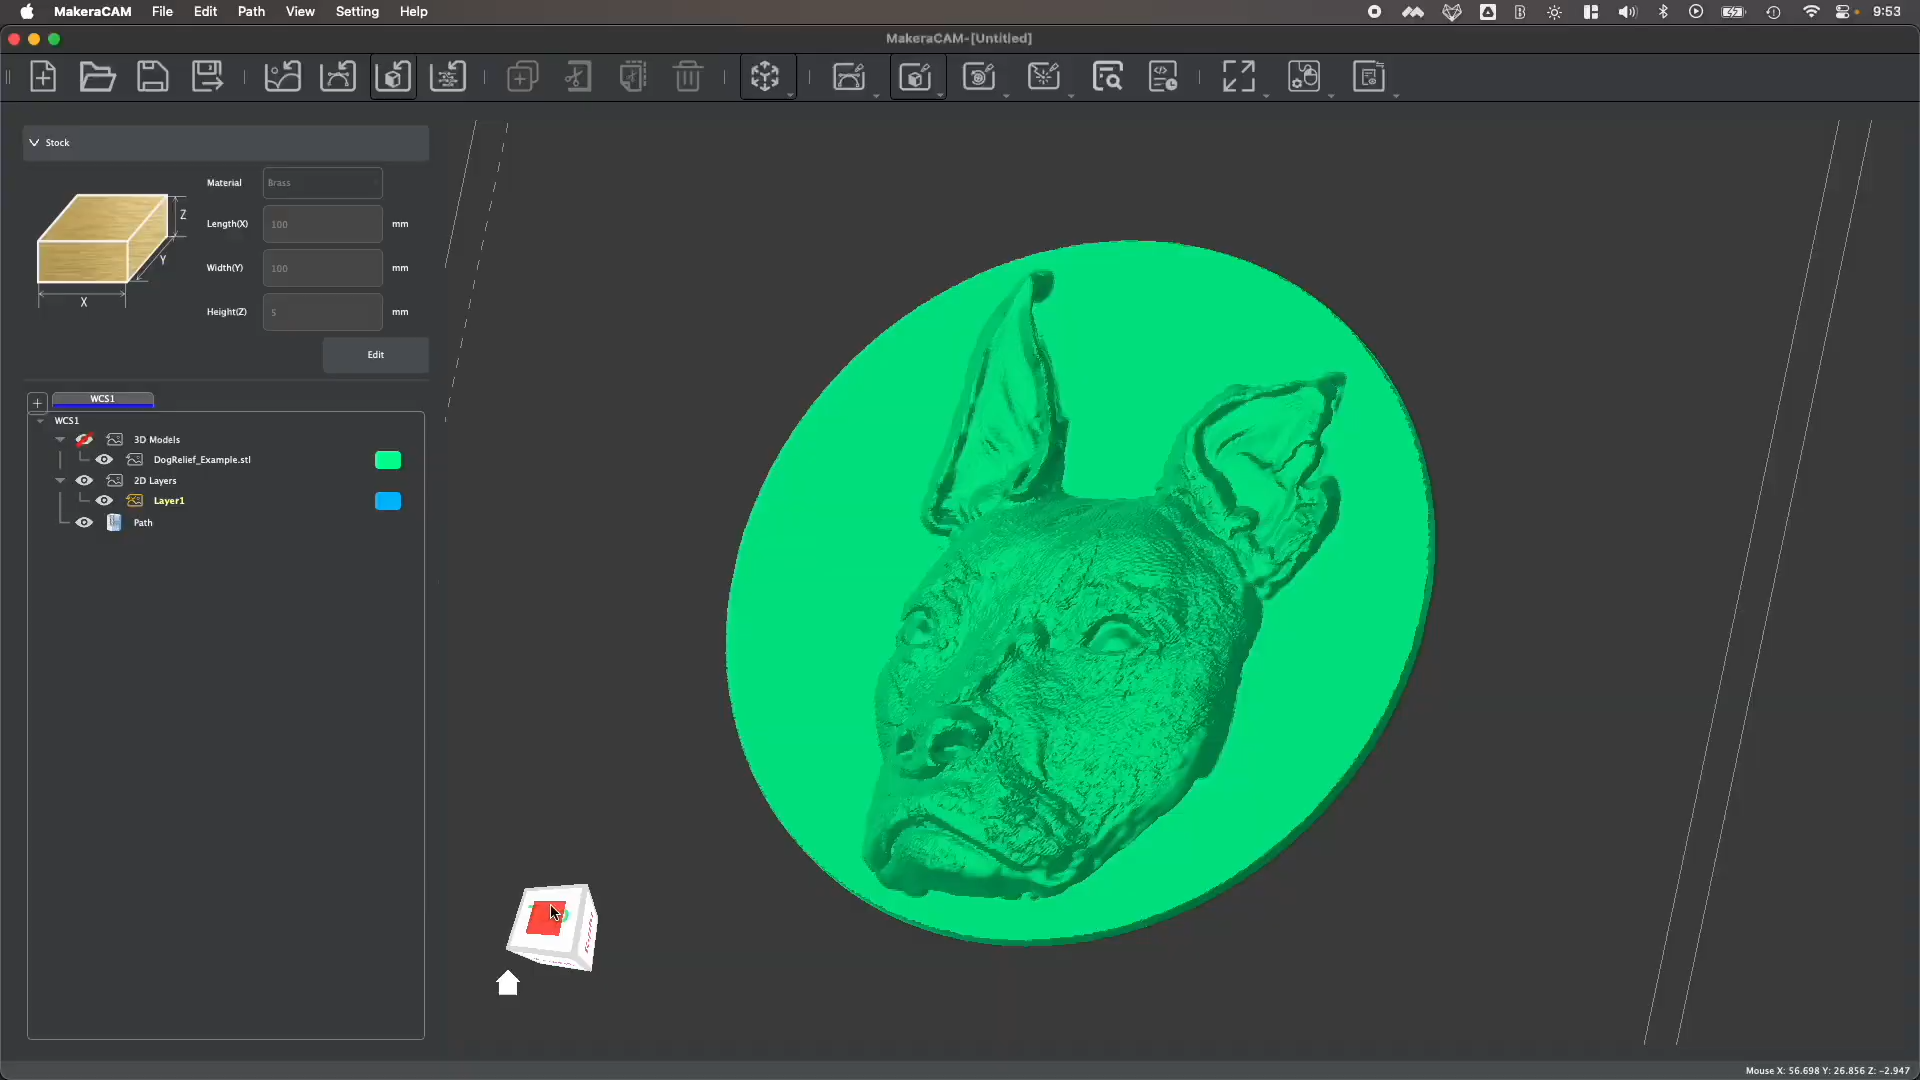 MakeraCAM File Edit Path View Setting Help 9:53
MakeraCAM-[Untitled]
Stock
Material Brass
Length(X) 100 mm
Width(Y) 100 mm
Height(Z) 5 mm
Z
Y
X
Edit
+ WCS1
WCS1
3D Models
DogRelief_Example.stl
2D Layers
Layer1
Path
Mouse X: 56.698 Y: 26.856 Z: -2.947